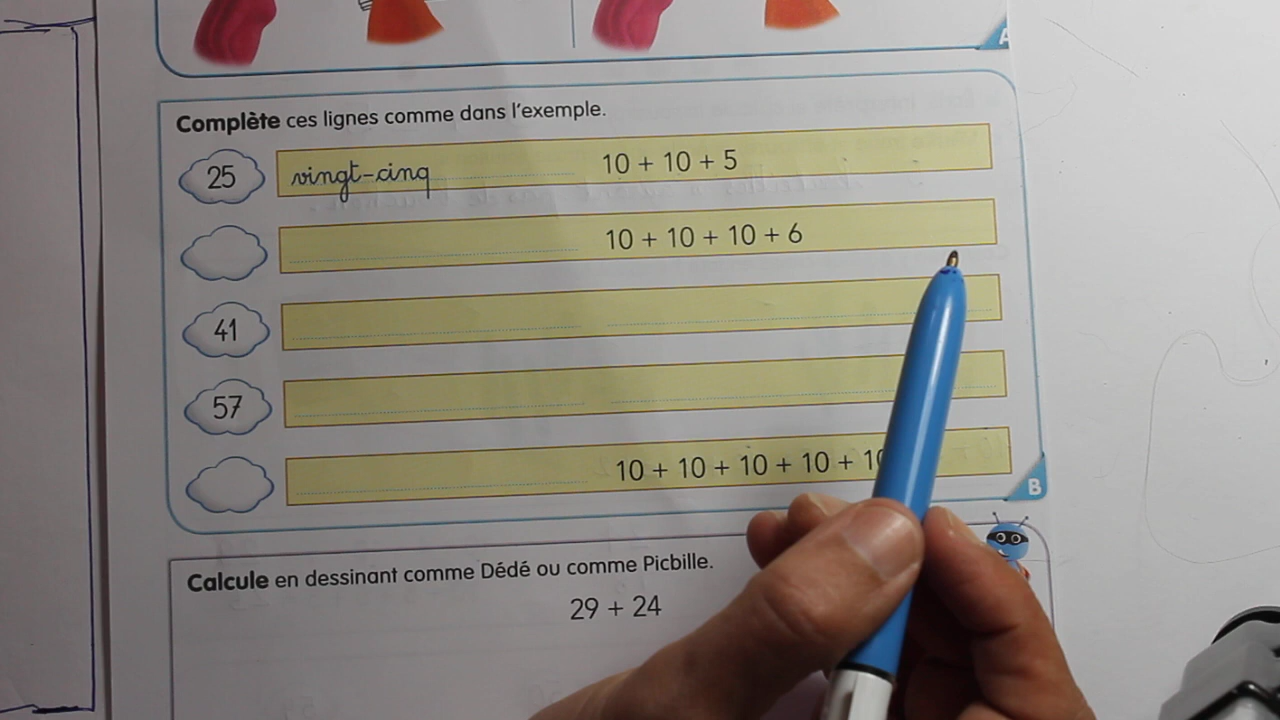 Complète ces lignes comme dans l'exemple.
25 vingt-cinq 10 + 10 + 5
10 + 10 + 10 + 6
41
57
10 + 10 + 10 + 10 +
B
Calcule en dessinant comme Dédé ou comme Picbille.
29 + 24